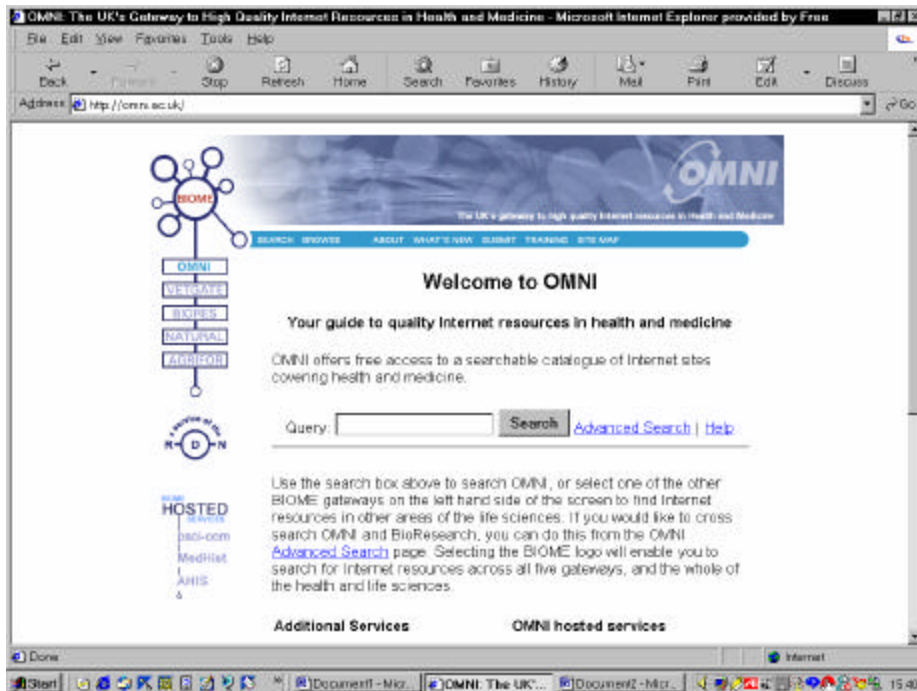 OMNI: The UK's Gateway to High Quality Internet Resources in Health and Medicine - Microsoft Internet Explorer provided by Free
File Edit View Favorites Tools Help
Back Forward Stop Refresh Home Search Favorites History Mail Print Edit Discuss
Address http://omni.ac.uk/ Go
OMNI
The UK's gateway to high quality Internet resources in Health and Medicine
BIOME
SEARCH BROWSE ABOUT WHAT'S NEW SUBMIT TRAINING SITE MAP
OMNI
VETGATE
BIORES
NATURAL
AGRIFOR
Welcome to OMNI
Your guide to quality Internet resources in health and medicine
OMNI offers free access to a searchable catalogue of Internet sites
covering health and medicine.
Query: Search Advanced Search | Help
a service of the
R D N
Use the search box above to search OMNI, or select one of the other
BIOME gateways on the left hand side of the screen to find Internet
resources in other areas of the life sciences. If you would like to cross
search OMNI and BioResearch, you can do this from the OMNI
Advanced Search page. Selecting the BIOME logo will enable you to
search for Internet resources across all five gateways, and the whole of
the health and life sciences.
BIOME
HOSTED
SERVICES
psci-com
MedHist
AHIS
Additional Services OMNI hosted services
Done Internet
Start Document1 - Micr... OMNI: The UK'... Document2 - Micr...